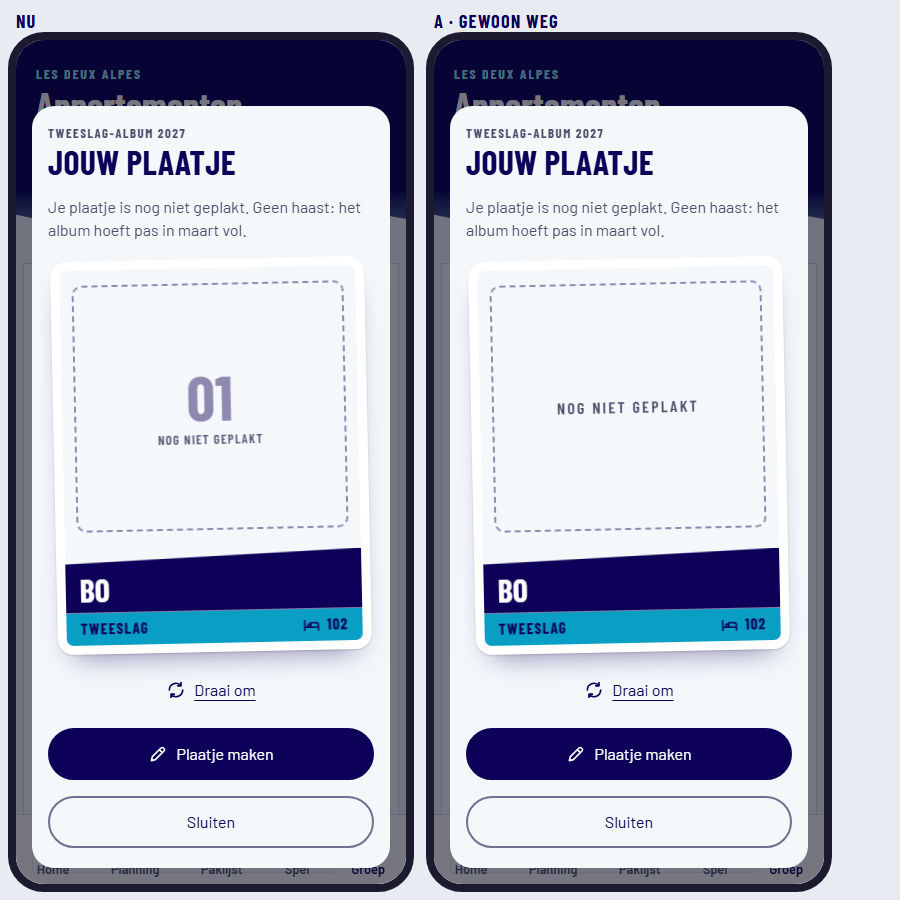 NU
LES DEUX ALPES
Appartementen
TWEESLAG-ALBUM 2027
JOUW PLAATJE
Je plaatje is nog niet geplakt. Geen haast: het
album hoeft pas in maart vol.
01
NOG NIET GEPLAKT
BO
TWEESLAG
102
Draai om
Plaatje maken
Sluiten
Home Planning Paklijst Spel Groep
A · GEWOON WEG
LES DEUX ALPES
Appartementen
TWEESLAG-ALBUM 2027
JOUW PLAATJE
Je plaatje is nog niet geplakt. Geen haast: het
album hoeft pas in maart vol.
NOG NIET GEPLAKT
BO
TWEESLAG
102
Draai om
Plaatje maken
Sluiten
Home Planning Paklijst Spel Groep